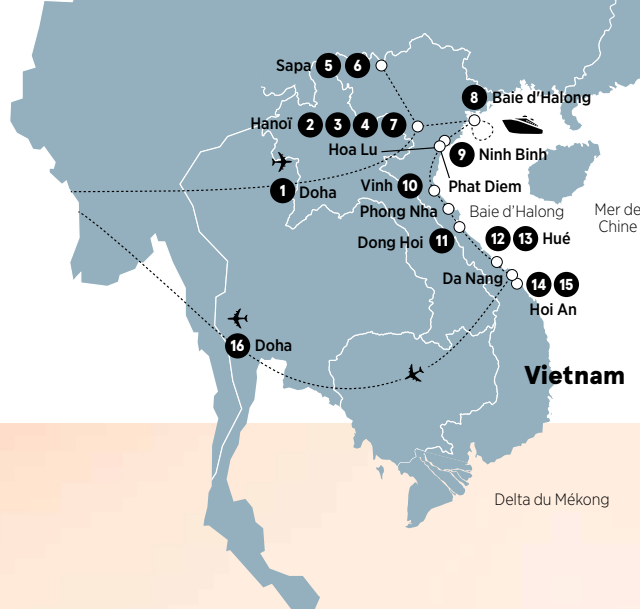 Sapa 5 6
8 Baie d'Halong
Hanoï 2 3 4 7
Hoa Lu
9 Ninh Binh
1 Doha
Vinh 10
Phat Diem
Phong Nha
Baie d'Halong
Mer de
Chine
Dong Hoi 11
12 13 Hué
Da Nang
14 15
Hoi An
16 Doha
Vietnam
Delta du Mékong